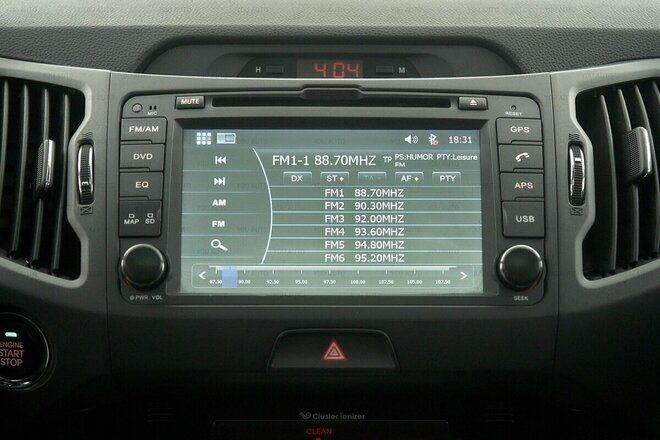 H 4:04 M
MIC
MUTE
RESET
FM/AM
DVD
EQ
MAP SD
PWR, VOL
18:31
FM1-1 88.70MHZ TP PS:HUMOR PTY:Leisure
FM
DX ST TA AF PTY
AM
FM
FM1 88.70MHZ
FM2 90.30MHZ
FM3 92.00MHZ
FM4 93.60MHZ
FM5 94.80MHZ
FM6 95.20MHZ
87.50 90.00 92.50 95.00 97.50 100.00 102.50 105.00 107.50
GPS
APS
USB
SEEK
ENGINE
START
STOP
Cluster ionizer
CLEAN